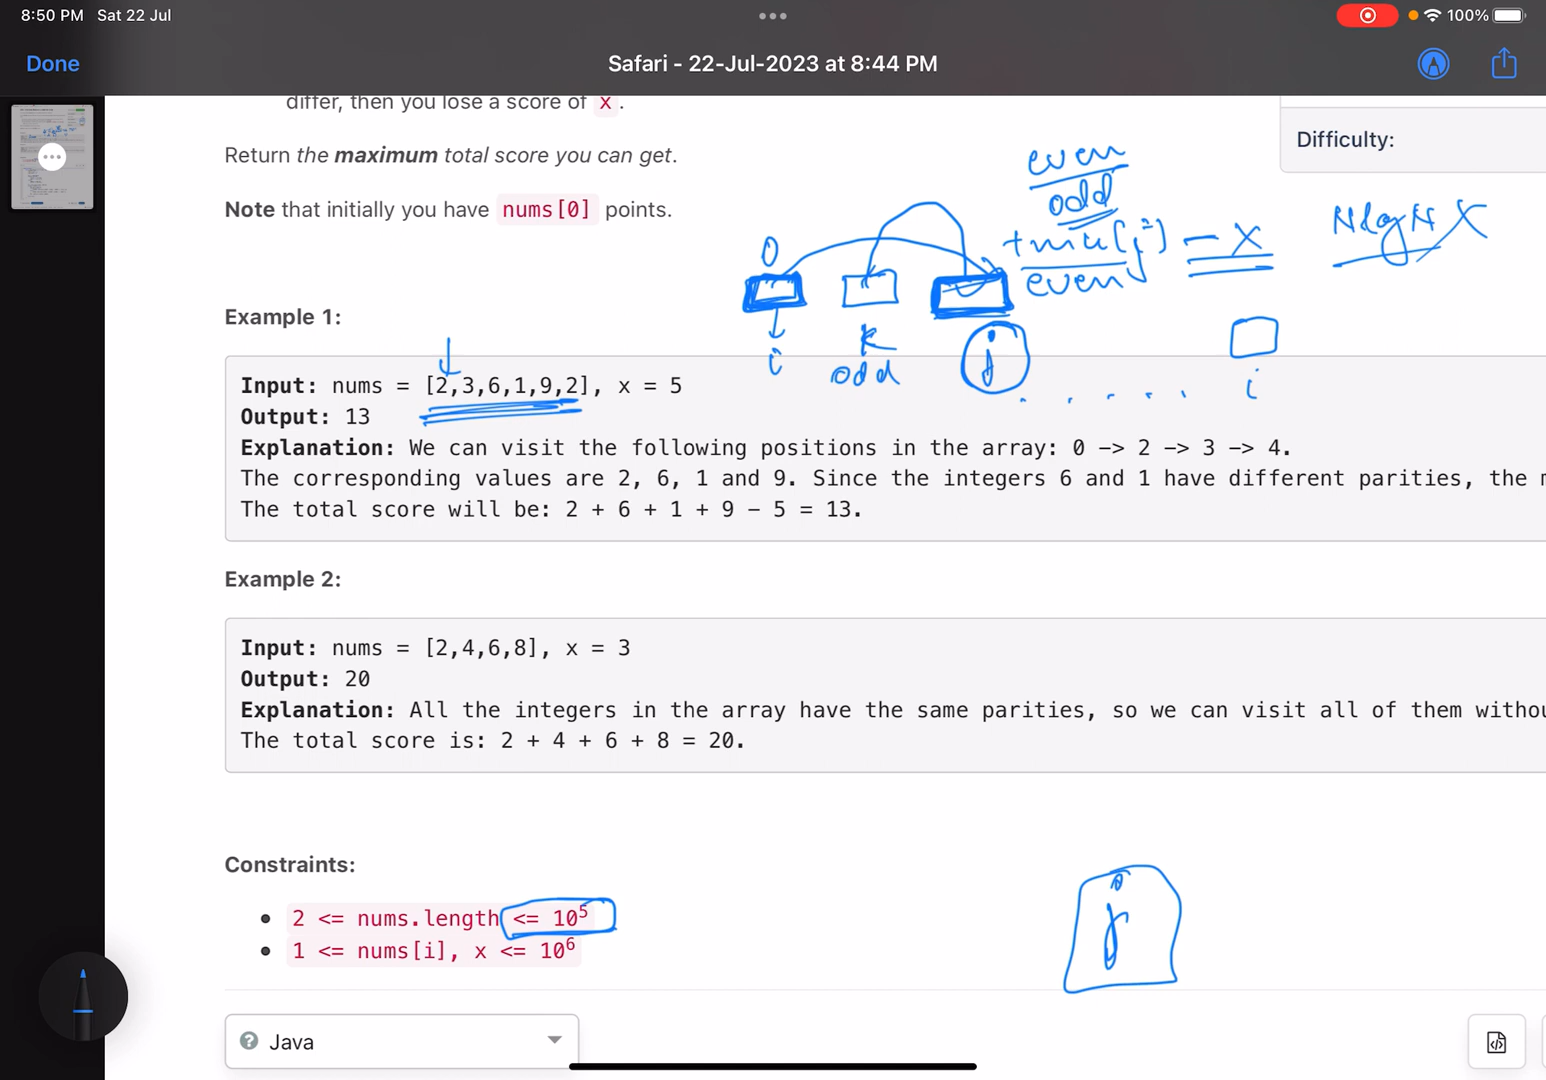 8:50 PM Sat 22 Jul
100%
Done
Safari - 22-Jul-2023 at 8:44 PM
differ, then you lose a score of x.
Difficulty:
Return the maximum total score you can get.
even
odd
Note that initially you have nums[0] points.
NlogN X
0
- X
even
Example 1:
k
i
odd
j
i
Input: nums = [2,3,6,1,9,2], x = 5
Output: 13
Explanation: We can visit the following positions in the array: 0 -> 2 -> 3 -> 4.
The corresponding values are 2, 6, 1 and 9. Since the integers 6 and 1 have different parities, the
The total score will be: 2 + 6 + 1 + 9 - 5 = 13.
Example 2:
Input: nums = [2,4,6,8], x = 3
Output: 20
Explanation: All the integers in the array have the same parities, so we can visit all of them
The total score is: 2 + 4 + 6 + 8 = 20.
Constraints:
2 <= nums.length <= 10⁵
1 <= nums[i], x <= 10⁶
j
Java